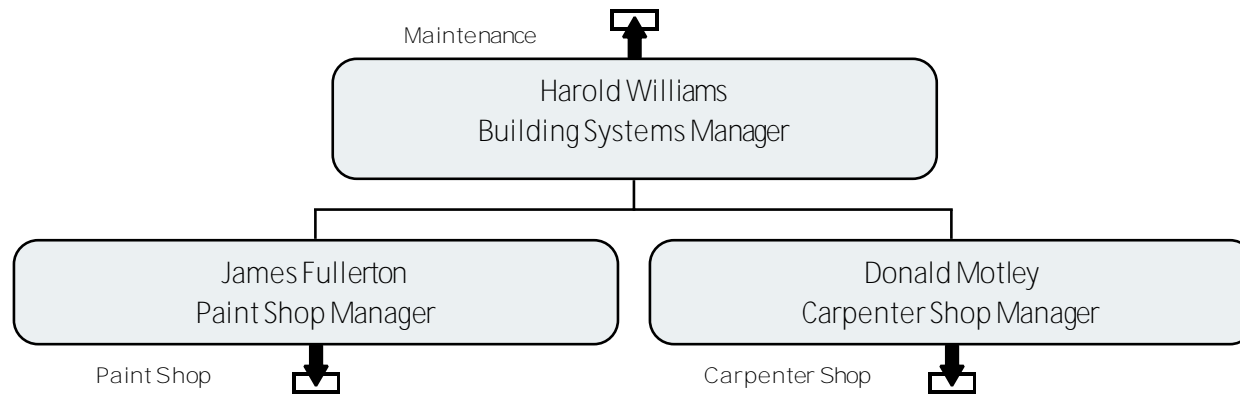 Maintenance
Harold Williams
Building Systems Manager
James Fullerton
Paint Shop Manager
Donald Motley
Carpenter Shop Manager
Paint Shop
Carpenter Shop